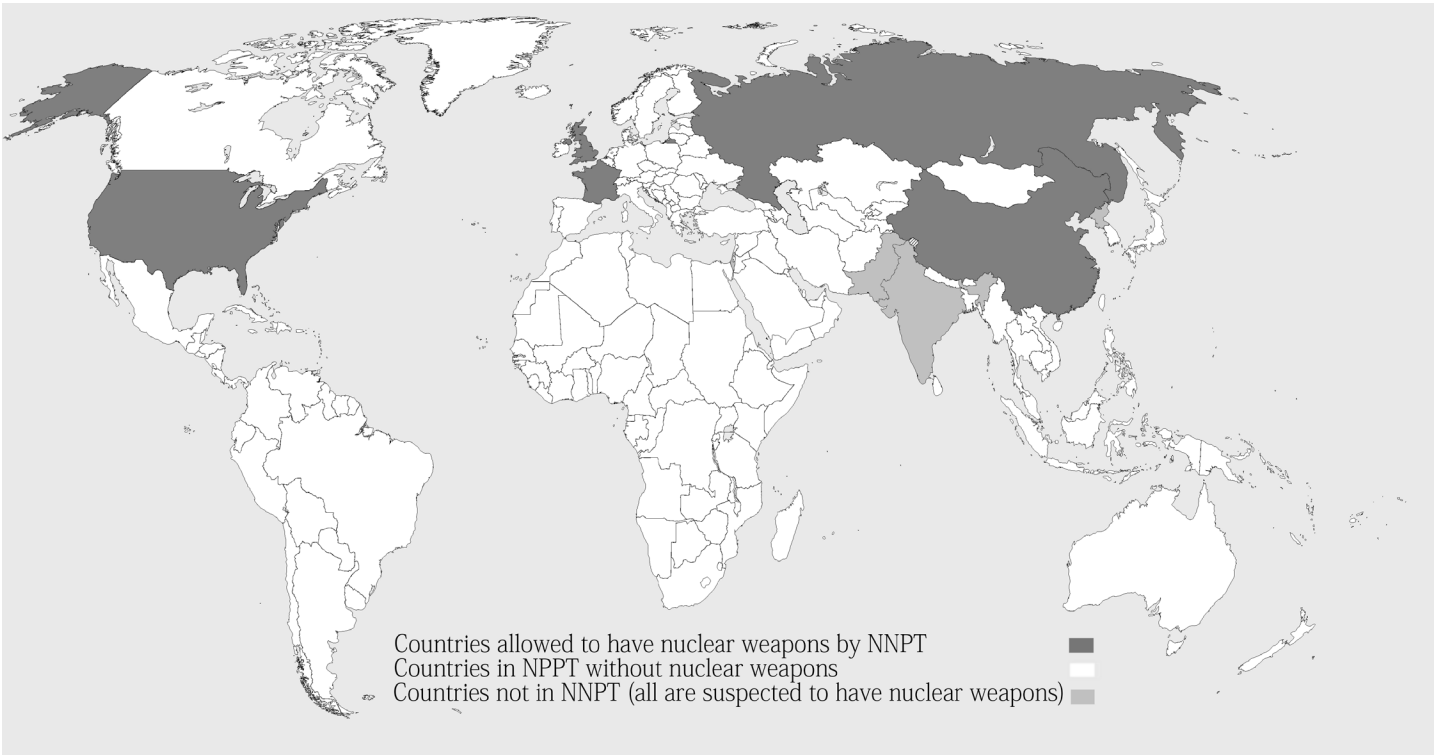 Countries allowed to have nuclear weapons by NNPT
Countries in NPPT without nuclear weapons
Countries not in NNPT (all are suspected to have nuclear weapons)